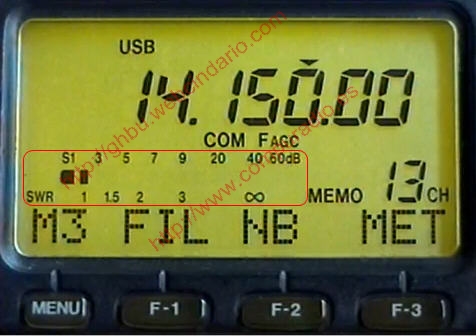 USB
14.150.00
COM FAGC
S1 3 5 7 9 20 40 60dB
SWR 1 1.5 2 3 ∞
MEMO 13 CH
M3 FIL NB MET
MENU F-1 F-2 F-3